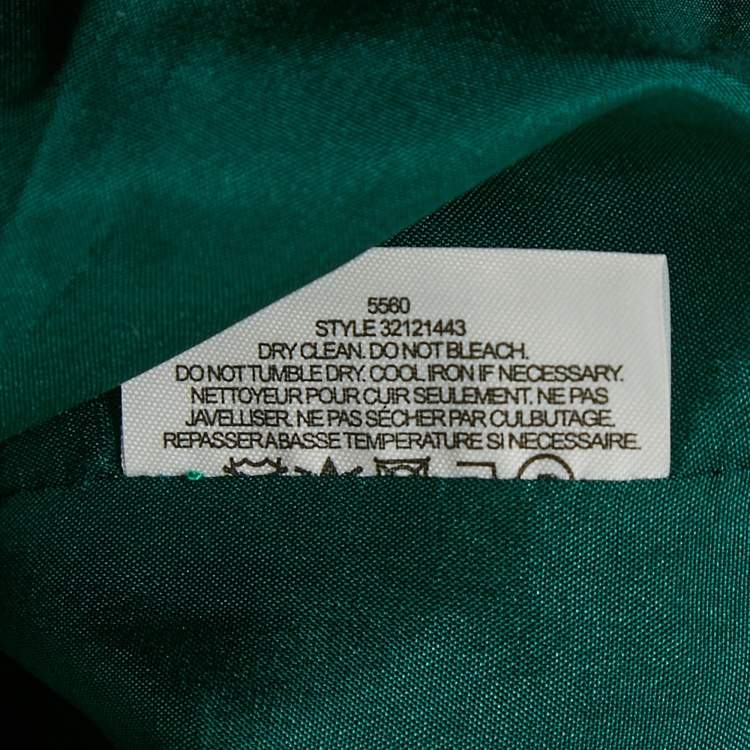 5560
STYLE 32121443
DRY CLEAN. DO NOT BLEACH.
DO NOT TUMBLE DRY. COOL IRON IF NECESSARY.
NETTOYEUR POUR CUIR SEULEMENT. NE PAS
JAVELLISER. NE PAS SÉCHER PAR CULBUTAGE.
REPASSER A BASSE TEMPERATURE SI NECESSAIRE.